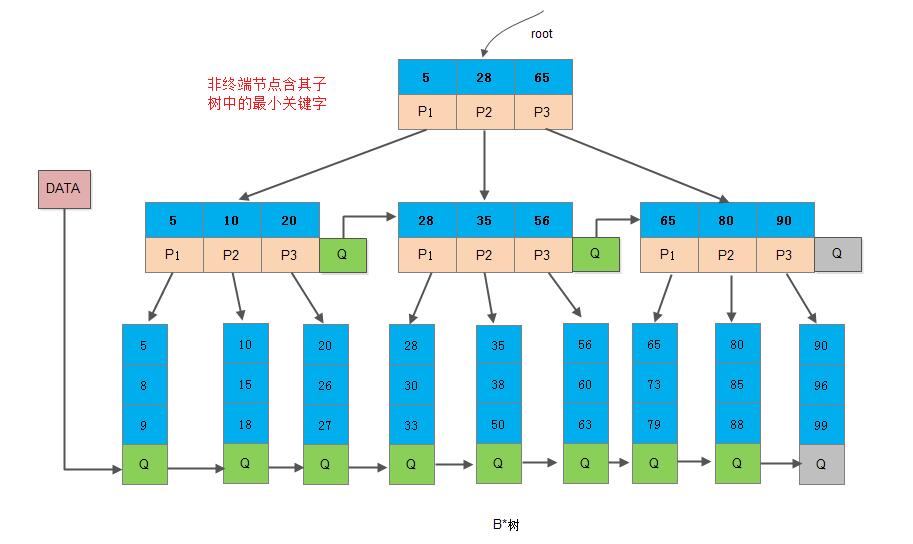 root
非终端节点含其子
树中的最小关键字
5 28 65
P1 P2 P3
DATA
5 10 20
P1 P2 P3 Q
28 35 56
P1 P2 P3 Q
65 80 90
P1 P2 P3 Q
5 10 20 28 35 56 65 80 90
8 15 26 30 38 60 73 85 96
9 18 27 33 50 63 79 88 99
Q Q Q Q Q Q Q Q Q
B*树